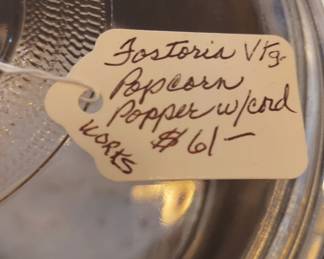 Fostoria Vtg.
Popcorn
Popper w/cord
$61—
WORKS